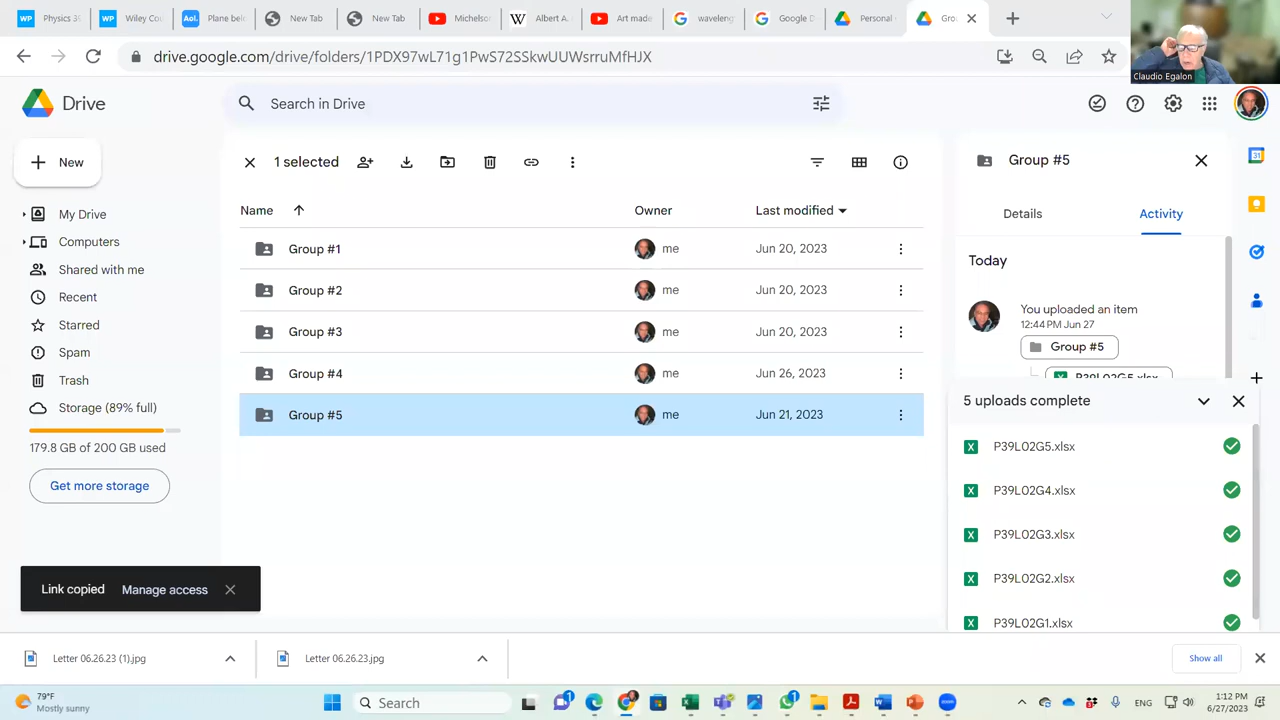 Physics 3
Wiley Co
Plane bei
New Tab
New Tab
Michelso
Albert A.
Art made
waveleng
Google D
Personal
Gro
drive.google.com/drive/folders/1PDX97wL71g1PwS72SSkwUUWsrruMfHJX
Claudio Egalon
Drive
Search in Drive
New
1 selected
Group #5
My Drive
Computers
Shared with me
Recent
Starred
Spam
Trash
Storage (89% full)
179.8 GB of 200 GB used
Get more storage
Name
Owner
Last modified
Group #1 me Jun 20, 2023
Group #2 me Jun 20, 2023
Group #3 me Jun 20, 2023
Group #4 me Jun 26, 2023
Group #5 me Jun 21, 2023
Details
Activity
Today
You uploaded an item
12:44 PM Jun 27
Group #5
P39L02G5.xlsx
5 uploads complete
P39L02G5.xlsx
P39L02G4.xlsx
P39L02G3.xlsx
P39L02G2.xlsx
P39L02G1.xlsx
Link copied Manage access
Letter 06.26.23 (1).jpg
Letter 06.26.23.jpg
Show all
79°F
Mostly sunny
Search
ENG
1:12 PM
6/27/2023